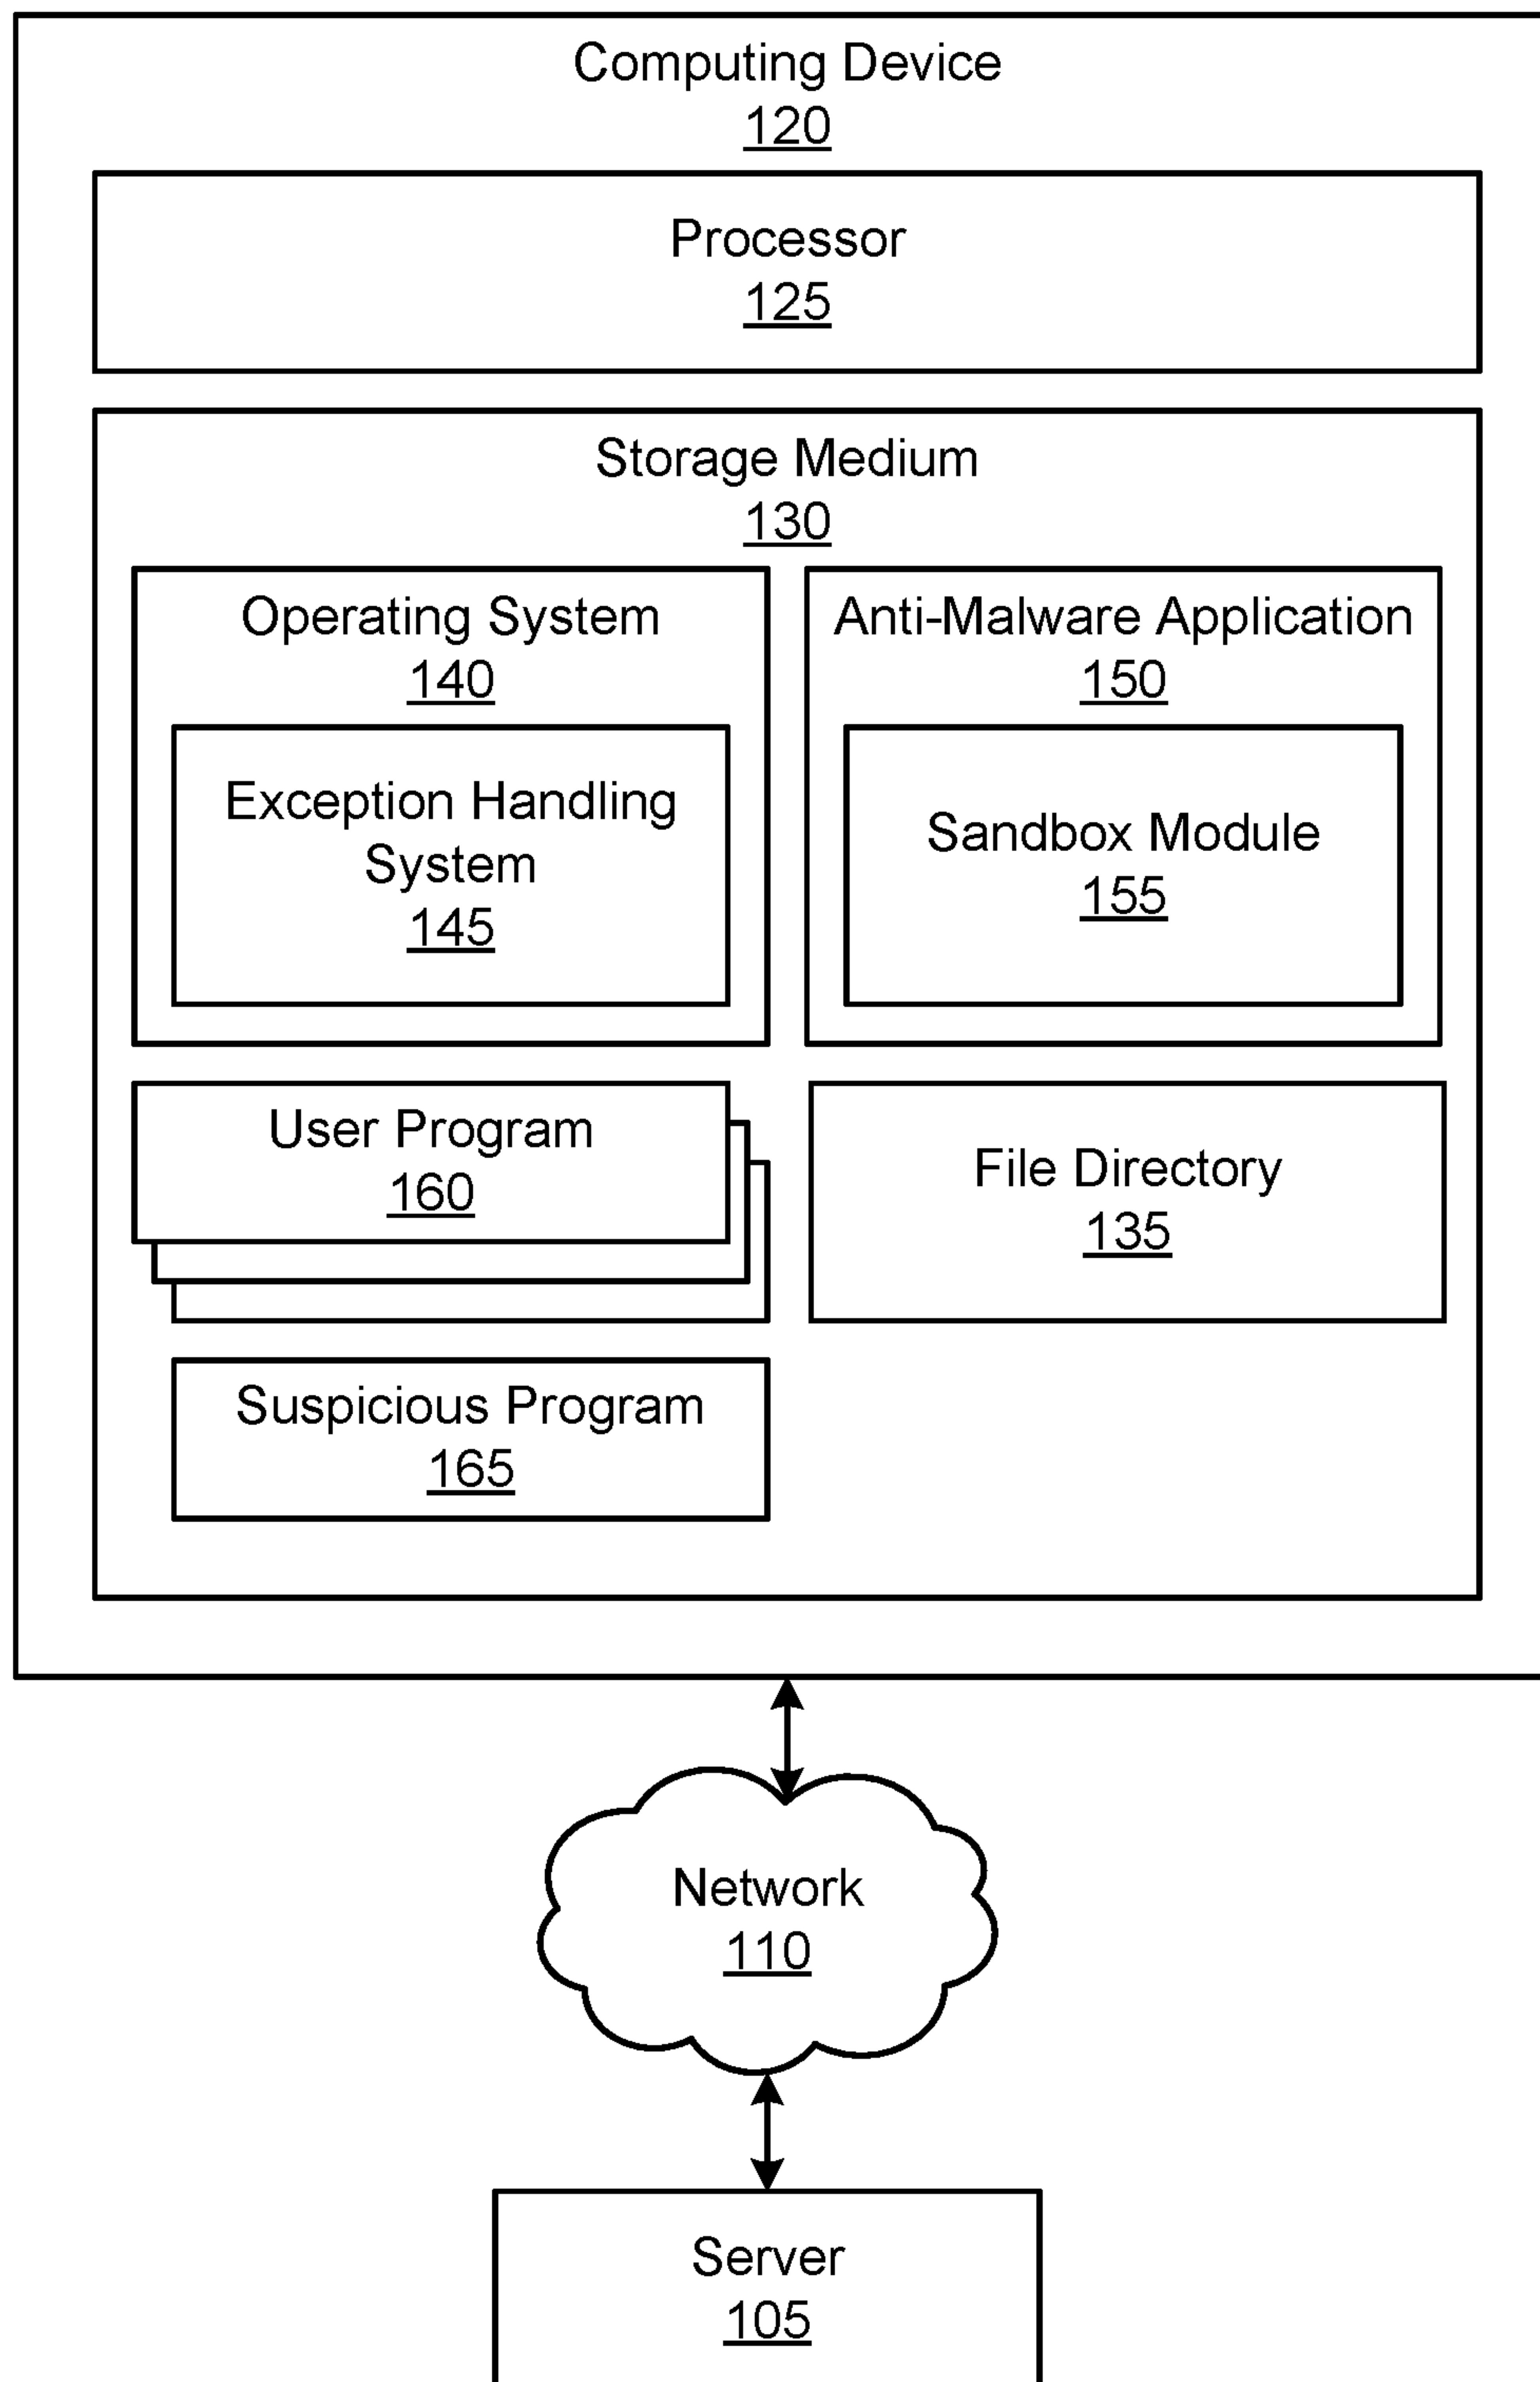 Computing Device
120
Processor
125
Storage Medium
130
Operating System
140
Exception Handling
System
145
Anti-Malware Application
150
Sandbox Module
155
User Program
160
File Directory
135
Suspicious Program
165
Network
110
Server
105